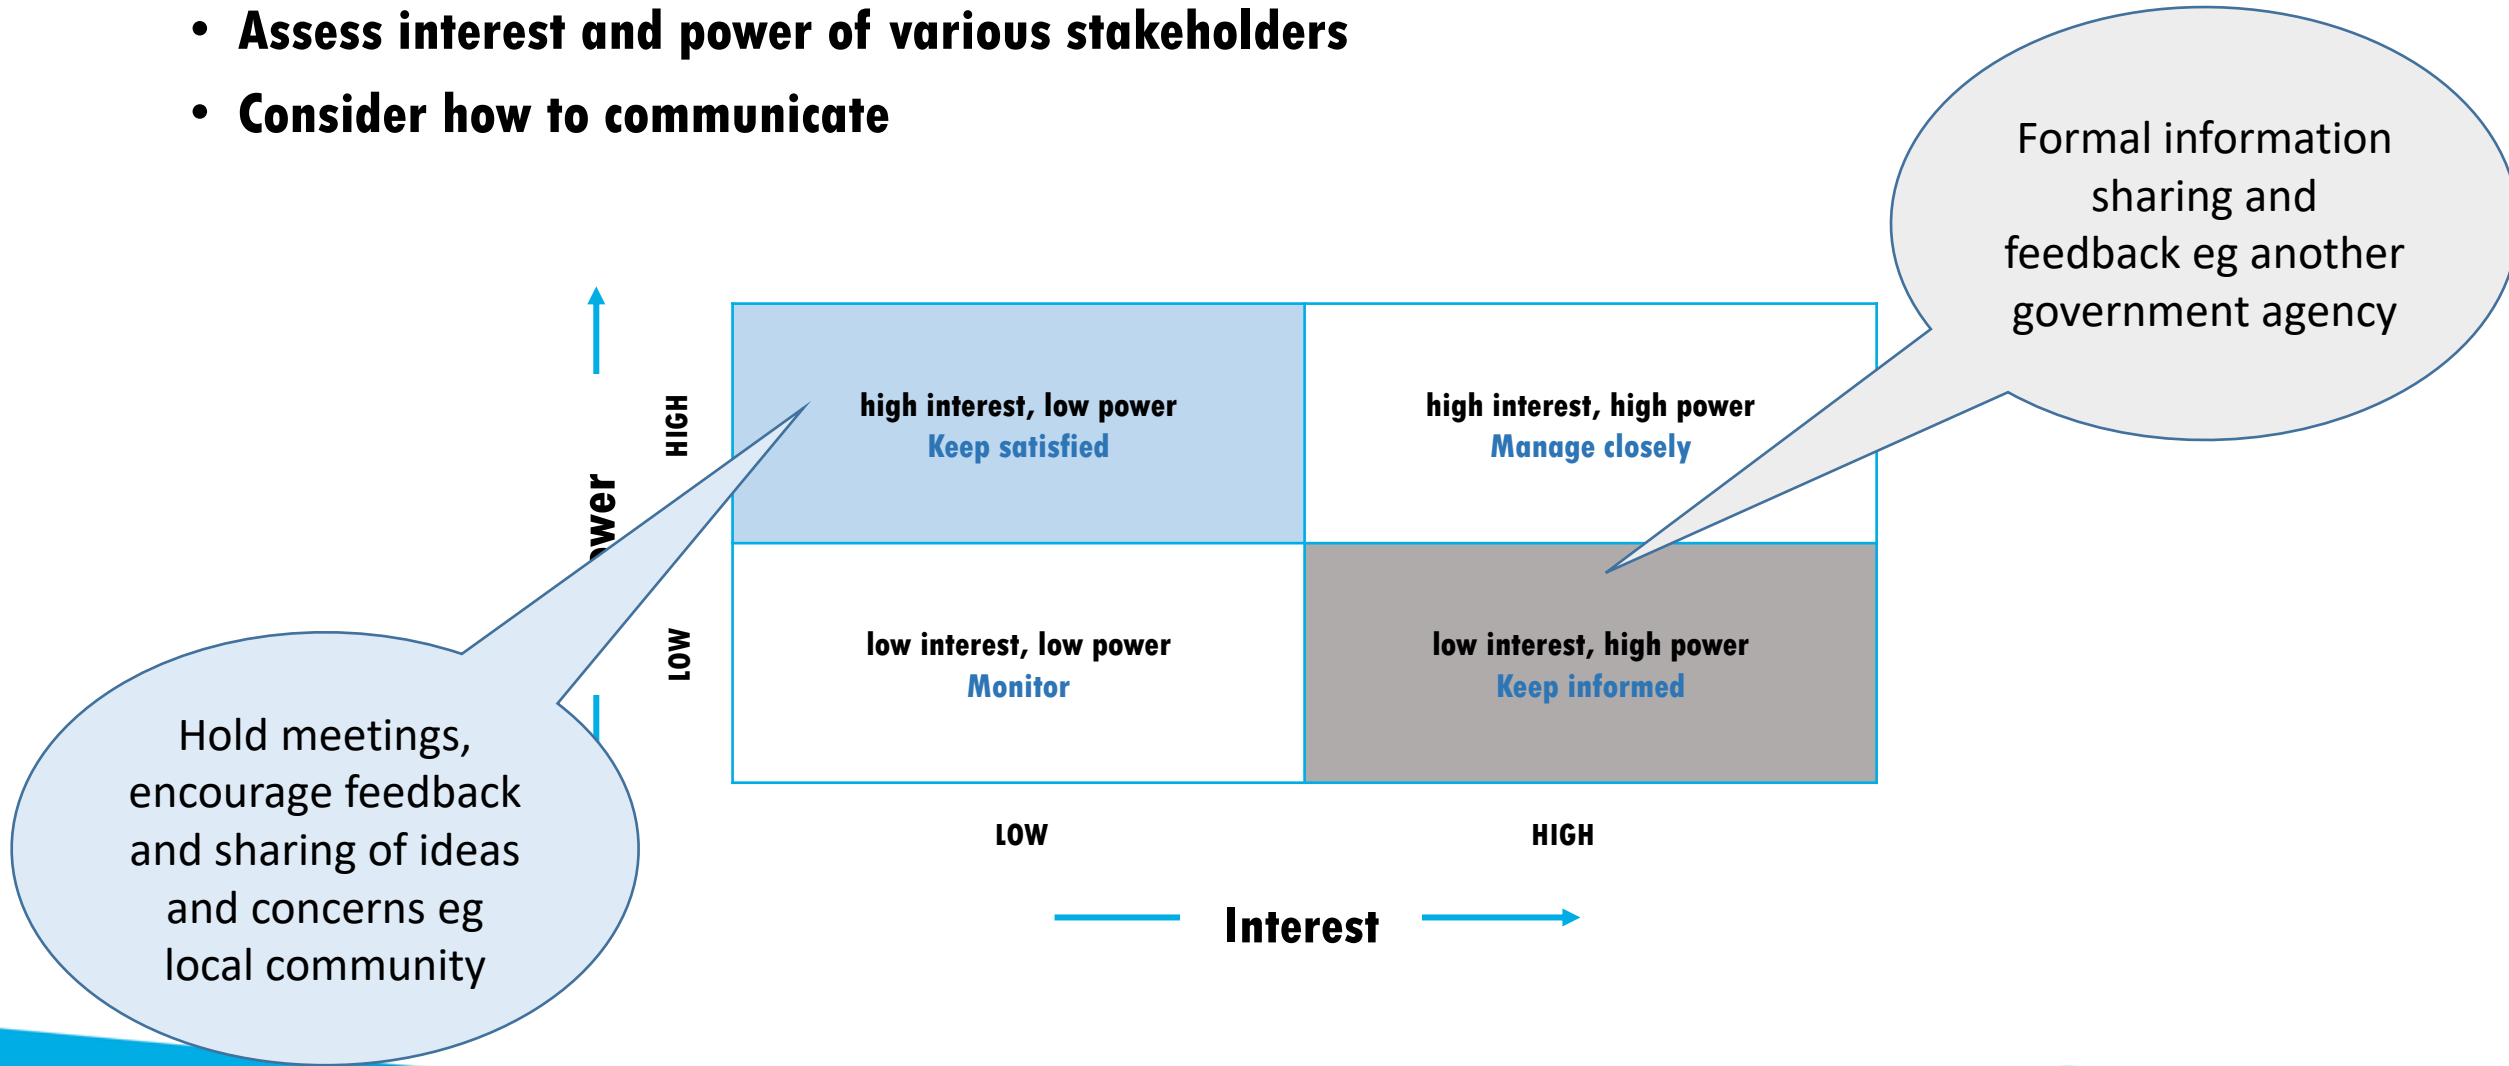 • Assess interest and power of various stakeholders
• Consider how to communicate
Formal information
sharing and
feedback eg another
government agency
HIGH
high interest, low power
Keep satisfied
high interest, high power
Manage closely
ower
LOW
low interest, low power
Monitor
low interest, high power
Keep informed
Hold meetings,
encourage feedback
and sharing of ideas
and concerns eg
local community
LOW
HIGH
Interest